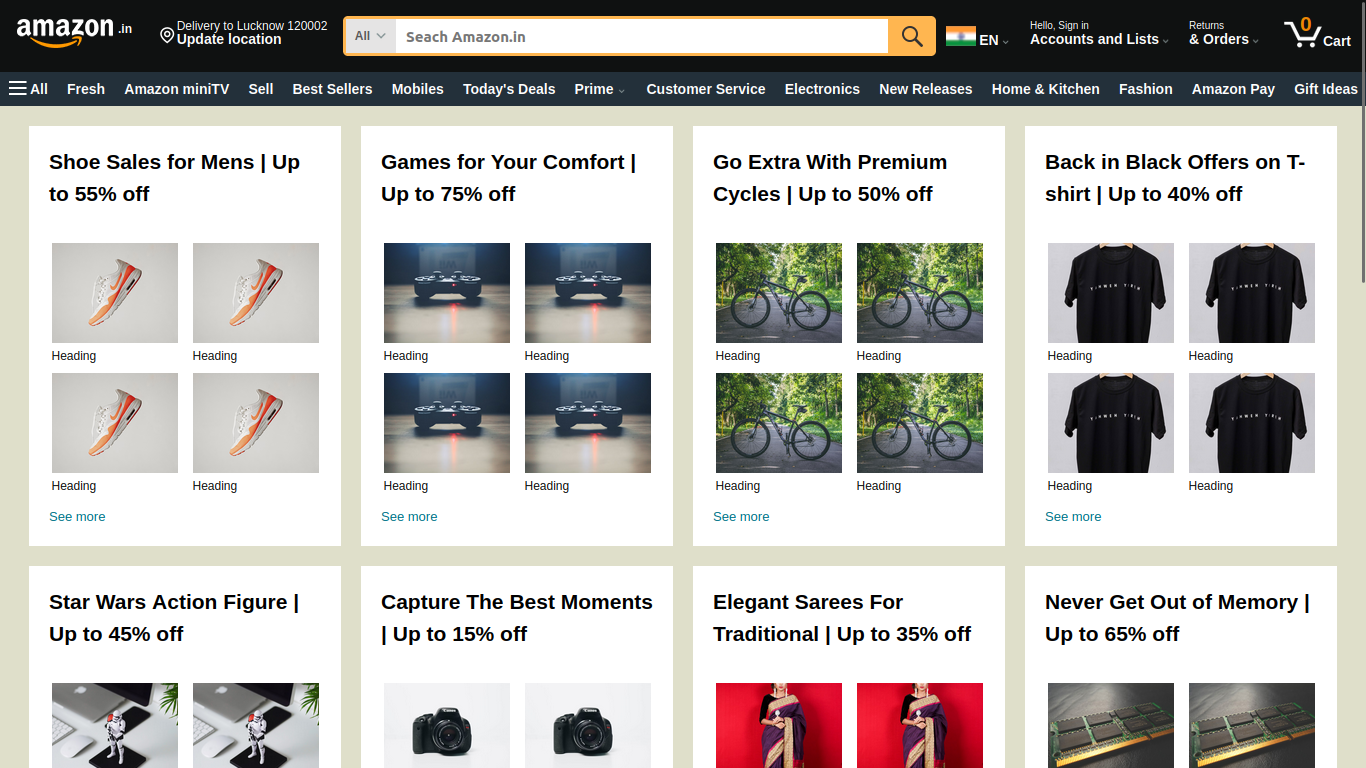 amazon.in
Delivery to Lucknow 120002
Update location
All
Seach Amazon.in
EN
Hello, Sign in
Accounts and Lists
Returns
& Orders
0
Cart
All Fresh Amazon miniTV Sell Best Sellers Mobiles Today's Deals Prime Customer Service Electronics New Releases Home & Kitchen Fashion Amazon Pay Gift Ideas
Shoe Sales for Mens | Up
to 55% off
Heading Heading
Heading Heading
See more
Games for Your Comfort |
Up to 75% off
Heading Heading
Heading Heading
See more
Go Extra With Premium
Cycles | Up to 50% off
Heading Heading
Heading Heading
See more
Back in Black Offers on T-
shirt | Up to 40% off
Heading Heading
Heading Heading
See more
Star Wars Action Figure |
Up to 45% off
Capture The Best Moments
| Up to 15% off
Canon Canon
Elegant Sarees For
Traditional | Up to 35% off
Never Get Out of Memory |
Up to 65% off